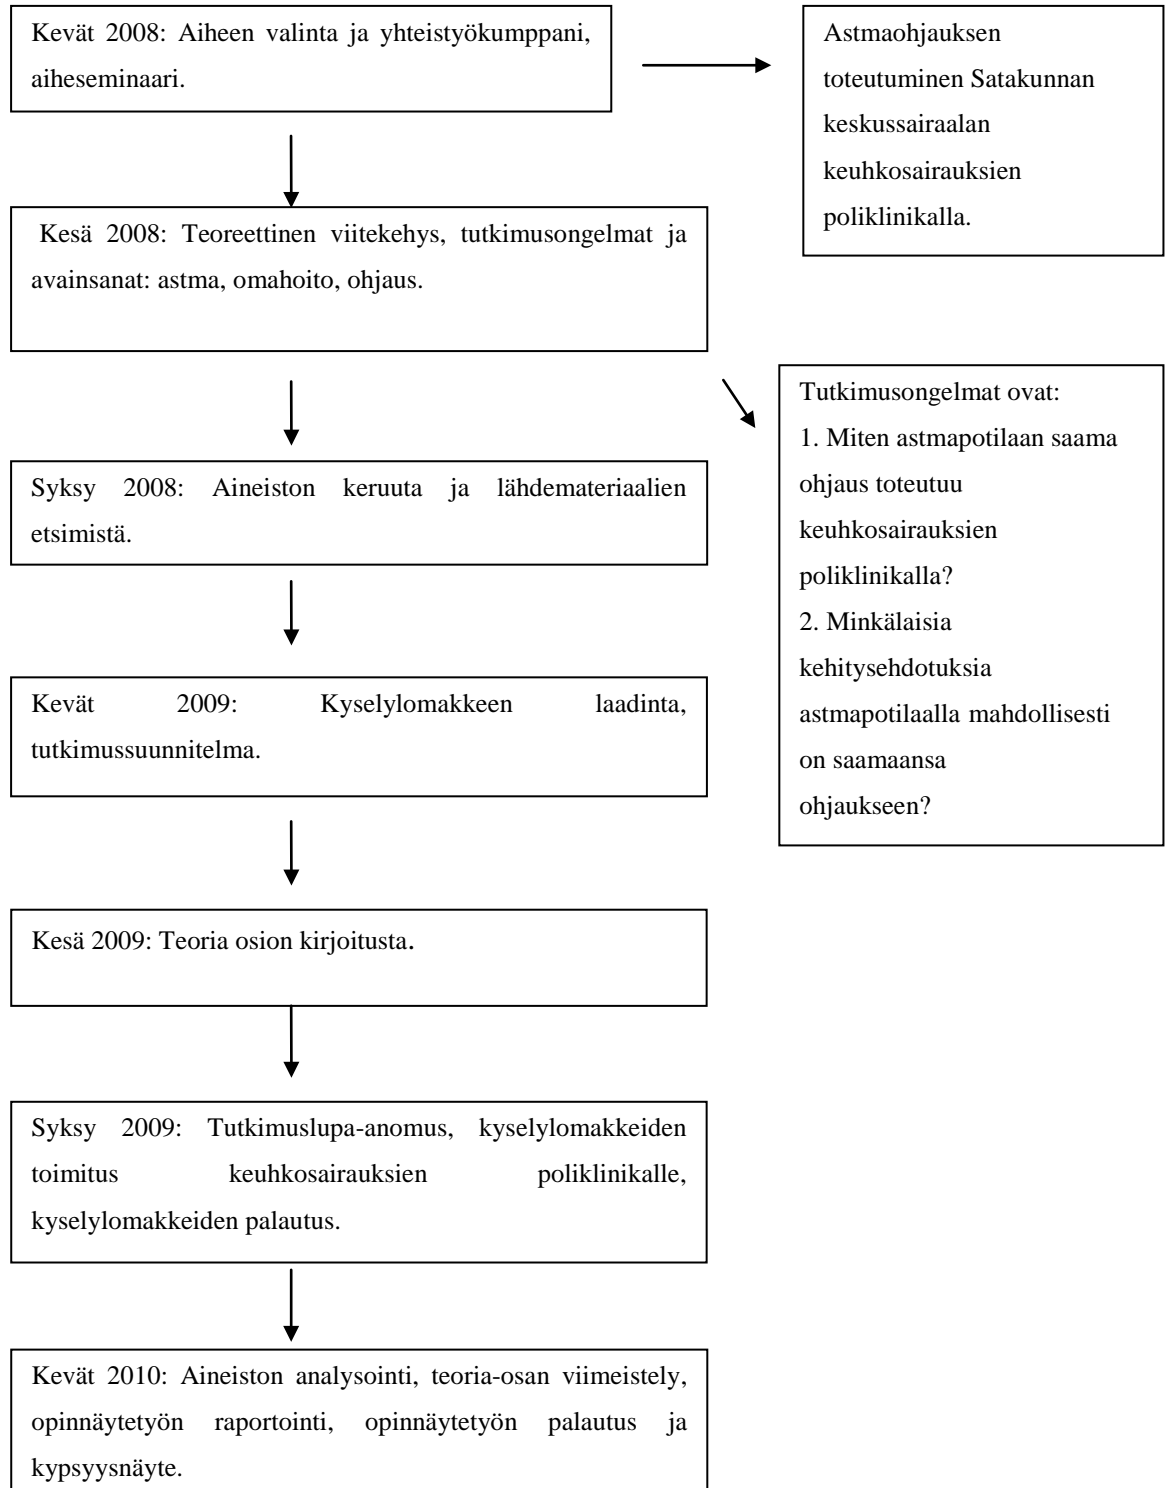 Kevät 2008: Aiheen valinta ja yhteistyökumppani,
aiheseminaari.
Astmaohjauksen
toteutuminen Satakunnan
keskussairaalan
keuhkosairauksien
poliklinikalla.
Kesä 2008: Teoreettinen viitekehys, tutkimusongelmat ja
avainsanat: astma, omahoito, ohjaus.
Tutkimusongelmat ovat:
1. Miten astmapotilaan saama
ohjaus toteutuu
keuhkosairauksien
poliklinikalla?
2. Minkälaisia
kehitysehdotuksia
astmapotilaalla mahdollisesti
on saamaansa
ohjaukseen?
Syksy 2008: Aineiston keruuta ja lähdemateriaalien
etsimistä.
Kevät 2009: Kyselylomakkeen laadinta,
tutkimussuunnitelma.
Kesä 2009: Teoria osion kirjoitusta.
Syksy 2009: Tutkimuslupa-anomus, kyselylomakkeiden
toimitus keuhkosairauksien poliklinikalle,
kyselylomakkeiden palautus.
Kevät 2010: Aineiston analysointi, teoria-osan viimeistely,
opinnäytetyön raportointi, opinnäytetyön palautus ja
kypsyysnäyte.